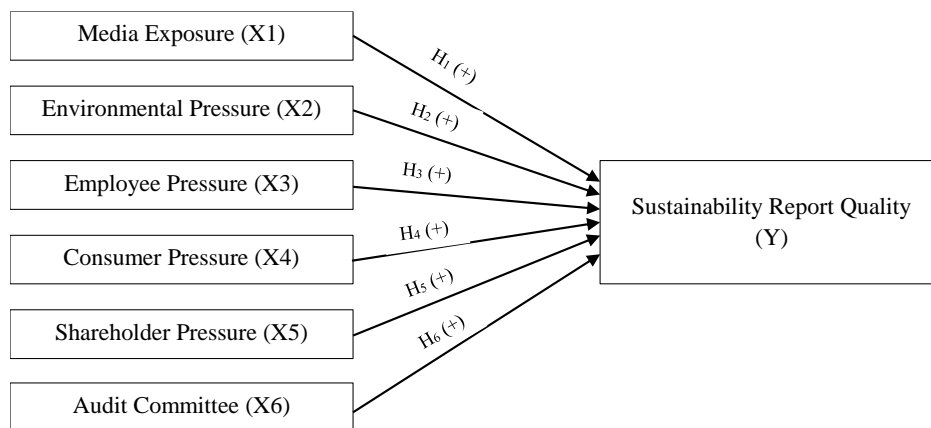 Media Exposure (X1)
H1 (+)
Environmental Pressure (X2)
H2 (+)
Employee Pressure (X3)
H3 (+)
Sustainability Report Quality
(Y)
Consumer Pressure (X4)
H4 (+)
Shareholder Pressure (X5)
H5 (+)
Audit Committee (X6)
H6 (+)